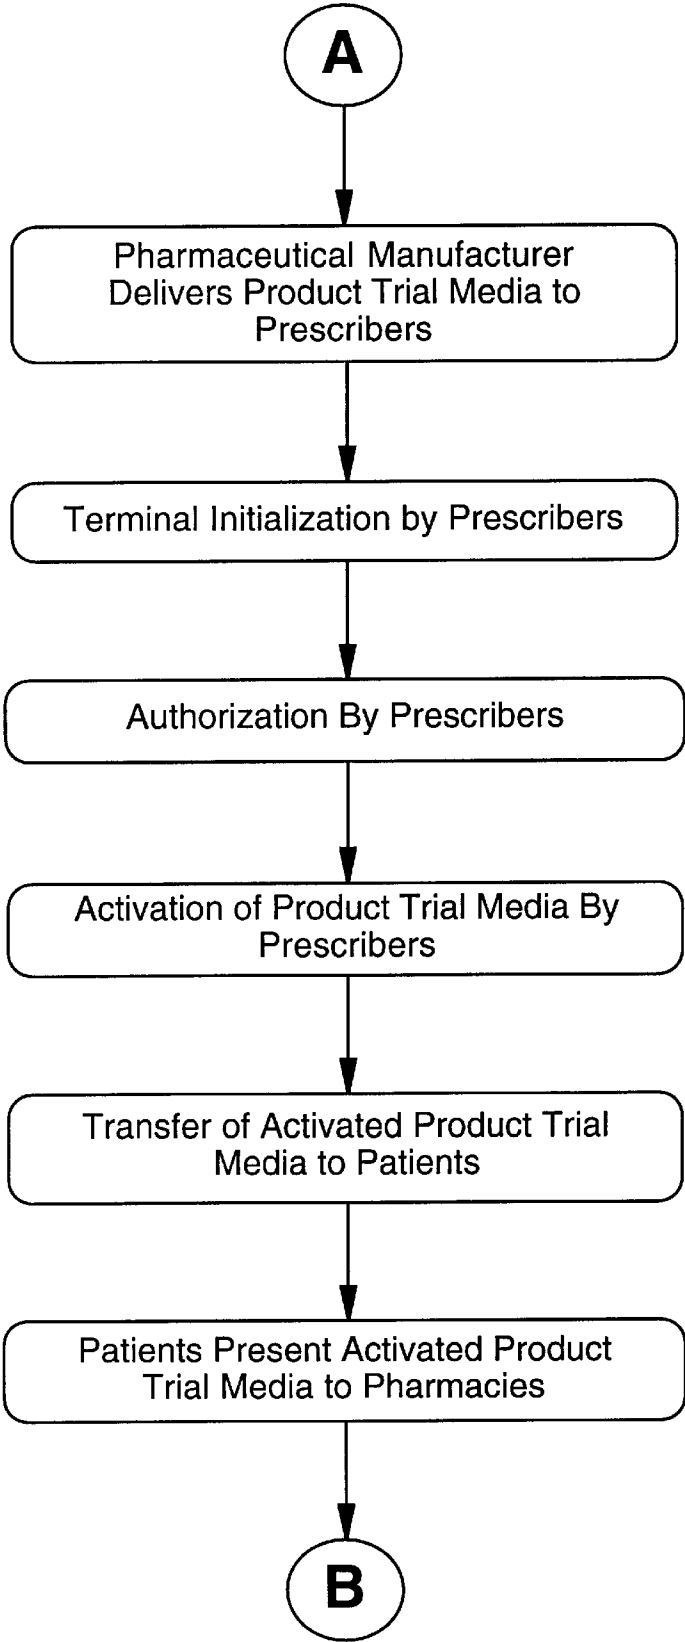 A
Pharmaceutical Manufacturer
Delivers Product Trial Media to
Prescribers
Terminal Initialization by Prescribers
Authorization By Prescribers
Activation of Product Trial Media By
Prescribers
Transfer of Activated Product Trial
Media to Patients
Patients Present Activated Product
Trial Media to Pharmacies
B